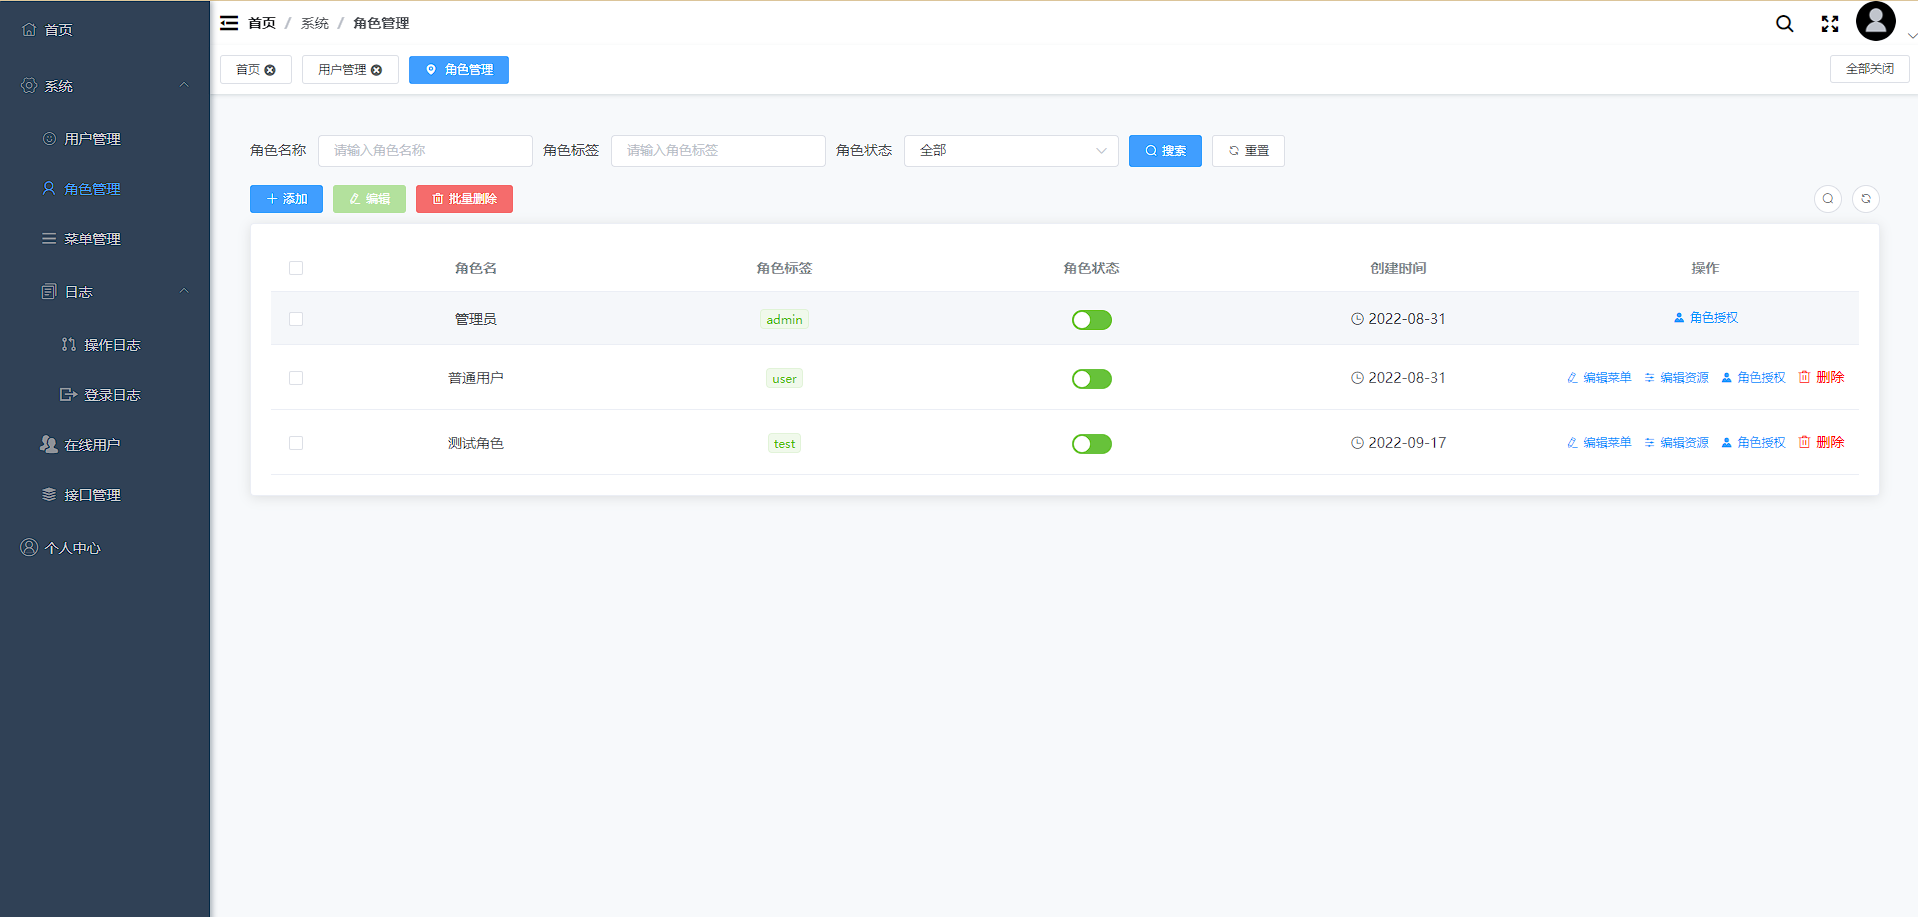 首页
系统
用户管理
角色管理
菜单管理
日志
操作日志
登录日志
在线用户
接口管理
个人中心
首页 / 系统 / 角色管理
首页 用户管理 角色管理 全部关闭
角色名称 请输入角色名称 角色标签 请输入角色标签 角色状态 全部 搜索 重置
添加 编辑 批量删除
角色名 角色标签 角色状态 创建时间 操作
管理员 admin 2022-08-31 角色授权
普通用户 user 2022-08-31 编辑菜单 编辑资源 角色授权 删除
测试角色 test 2022-09-17 编辑菜单 编辑资源 角色授权 删除